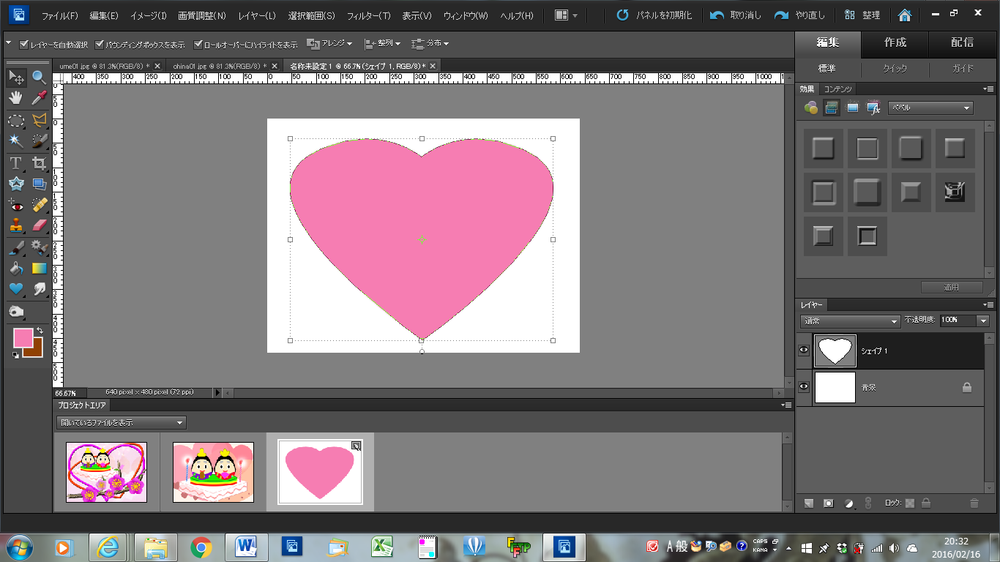 ファイル(F) 編集(E) イメージ(I) 画質調整(N) レイヤー(L) 選択範囲(S) フィルター(T) 表示(V) ウィンドウ(W) ヘルプ(H) パネルを初期化 取り消し やり直し 整理
レイヤーを自動選択 バウンディングボックスを表示 ロールオーバーにハイライトを表示 アレンジ 整列 分布
編集 作成 配信
標準 クイック ガイド
ume01.jpg @ 81.3%(RGB/8) * ohina01.jpg @ 81.3%(RGB/8) * 名称未設定 1 @ 66.7% (シェイプ 1, RGB/8) *
400 350 300 250 200 150 100 50 0 50 100 150 200 250 300 350 400 450 500 550 600 650 700 750 800 850 900 950 1000
0 50 100 150 200 250 300 350 400 450 500
効果 コンテンツ
ベベル
適用
レイヤー
通常 不透明度: 100%
シェイプ 1
背景
ロック:
66.67% 640 pixel x 480 pixel (72 ppi)
プロジェクトエリア
開いているファイルを表示
A 般 CAPS KANA
20:32
2016/02/16